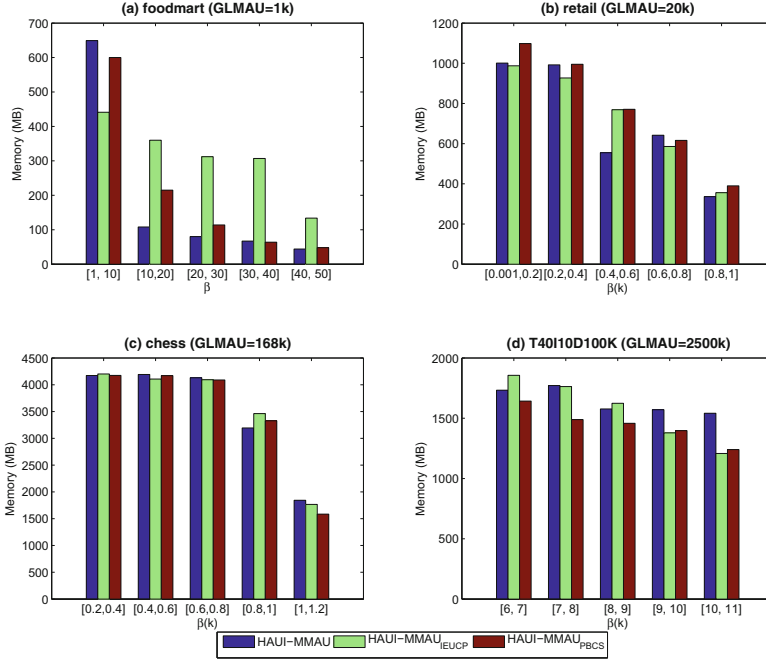 (a) foodmart (GLMAU=1k)
Memory (MB)
700
600
500
400
300
200
100
0
[1, 10] [10,20] [20, 30] [30, 40] [40, 50]
β
(b) retail (GLMAU=20k)
Memory (MB)
1200
1000
800
600
400
200
0
[0.001,0.2] [0.2,0.4] [0.4,0.6] [0.6,0.8] [0.8,1]
β(k)
(c) chess (GLMAU=168k)
Memory (MB)
4500
4000
3500
3000
2500
2000
1500
1000
500
0
[0.2,0.4] [0.4,0.6] [0.6,0.8] [0.8,1] [1,1.2]
β(k)
(d) T40I10D100K (GLMAU=2500k)
Memory (MB)
2000
1500
1000
500
0
[6, 7] [7, 8] [8, 9] [9, 10] [10, 11]
β(k)
HAUI−MMAU HAUI−MMAU_IEUCP HAUI−MMAU_PBCS